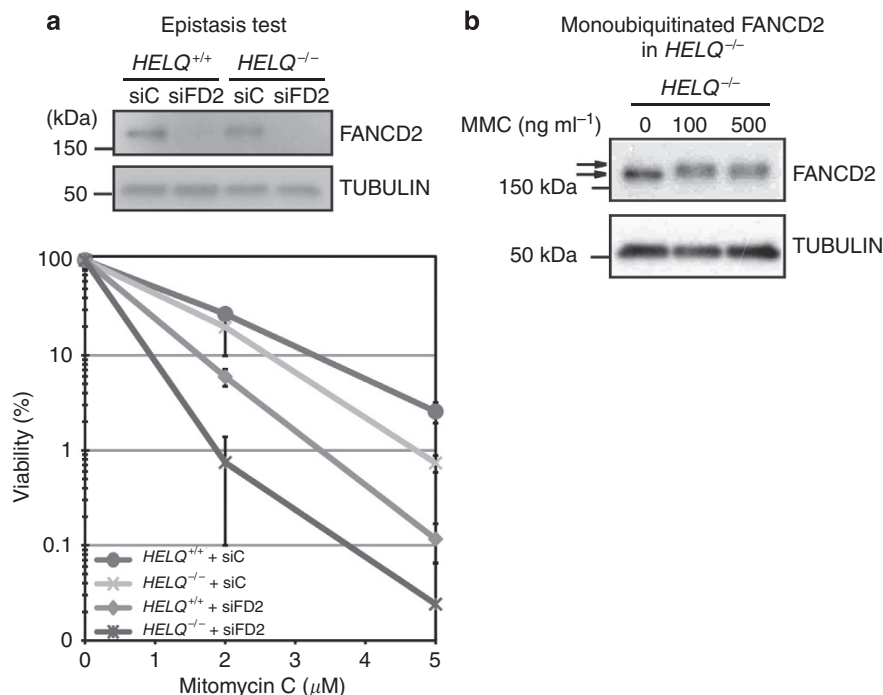 a
Epistasis test
HELQ+/+ HELQ−/−
siC siFD2 siC siFD2
(kDa)
150
FANCD2
50
TUBULIN
100
10
1
0.1
0
Viability (%)
HELQ+/+ + siC
HELQ−/− + siC
HELQ+/+ + siFD2
HELQ−/− + siFD2
0 1 2 3 4 5
Mitomycin C (μM)
b
Monoubiquitinated FANCD2
in HELQ−/−
HELQ−/−
MMC (ng ml−1) 0 100 500
150 kDa
FANCD2
50 kDa
TUBULIN